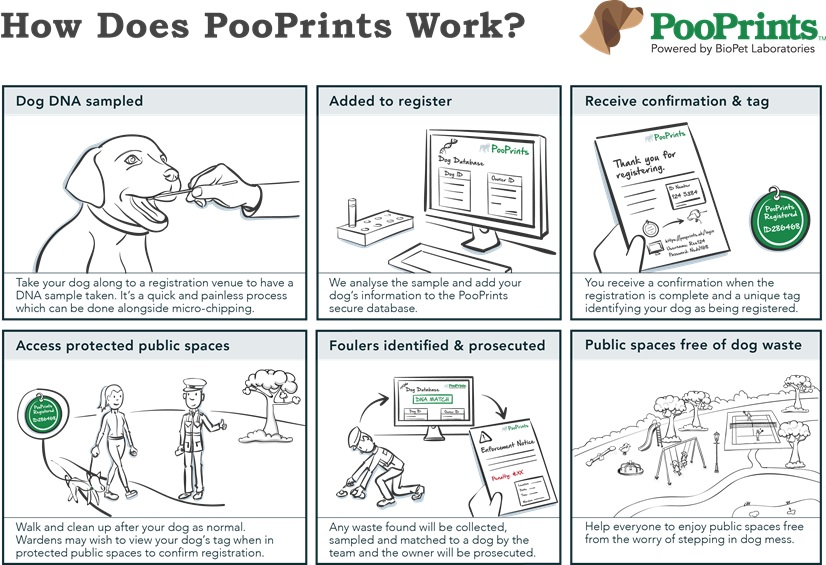 How Does PooPrints Work?
PooPrints™
Powered by BioPet Laboratories
Dog DNA sampled
Take your dog along to a registration venue to have a
DNA sample taken. It's a quick and painless process
which can be done alongside micro-chipping.
Added to register
PooPrints
Dog Database
Dog ID
Owner ID
We analyse the sample and add your
dog's information to the PooPrints
secure database.
Receive confirmation & tag
PooPrints
Thank you for
registering.
ID Number
PooPrints
Registered
You receive a confirmation when the
registration is complete and a unique tag
identifying your dog as being registered.
Access protected public spaces
PooPrints
Registered
Walk and clean up after your dog as normal.
Wardens may wish to view your dog's tag when in
protected public spaces to confirm registration.
Foulers identified & prosecuted
PooPrints
Dog Database
DNA MATCH
Dog ID
Owner ID
PooPrints
Enforcement Notice
Penalty: £XX
Any waste found will be collected,
sampled and matched to a dog by the
team and the owner will be prosecuted.
Public spaces free of dog waste
Help everyone to enjoy public spaces free
from the worry of stepping in dog mess.